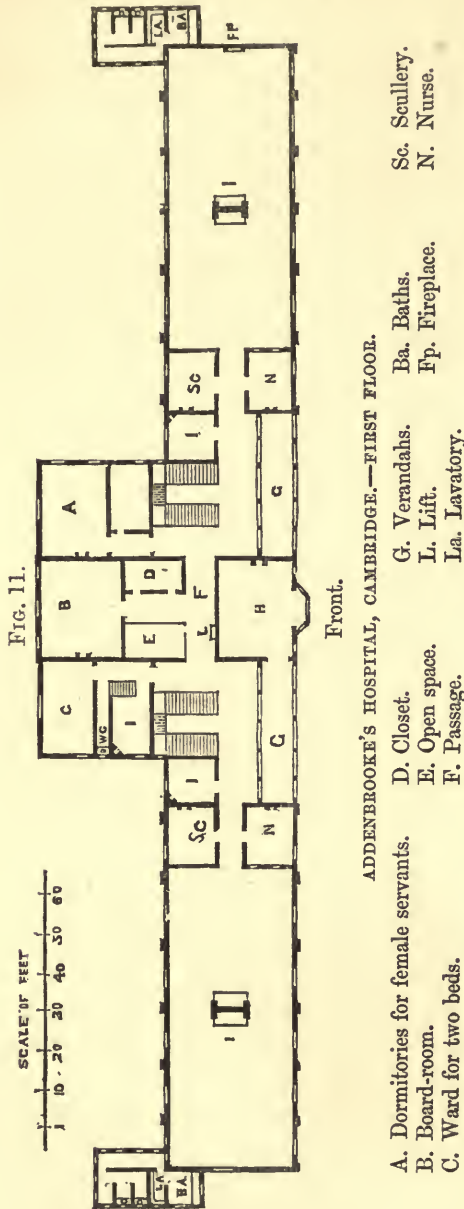 FIG. 11.
SCALE OF FEET
1 10 20 30 40 50 60
LA
BA
C
B
A
WC
I
E
D
L
F
I
SC
I
I
SC
LA
BA
I
I
N
G
H
G
N
FP
Front.
ADDENBROOKE'S HOSPITAL, CAMBRIDGE.—FIRST FLOOR.
A. Dormitories for female servants.
B. Board-room.
C. Ward for two beds.
D. Closet.
E. Open space.
F. Passage.
G. Verandahs.
L. Lift.
La. Lavatory.
Ba. Baths.
Fp. Fireplace.
Sc. Scullery.
N. Nurse.